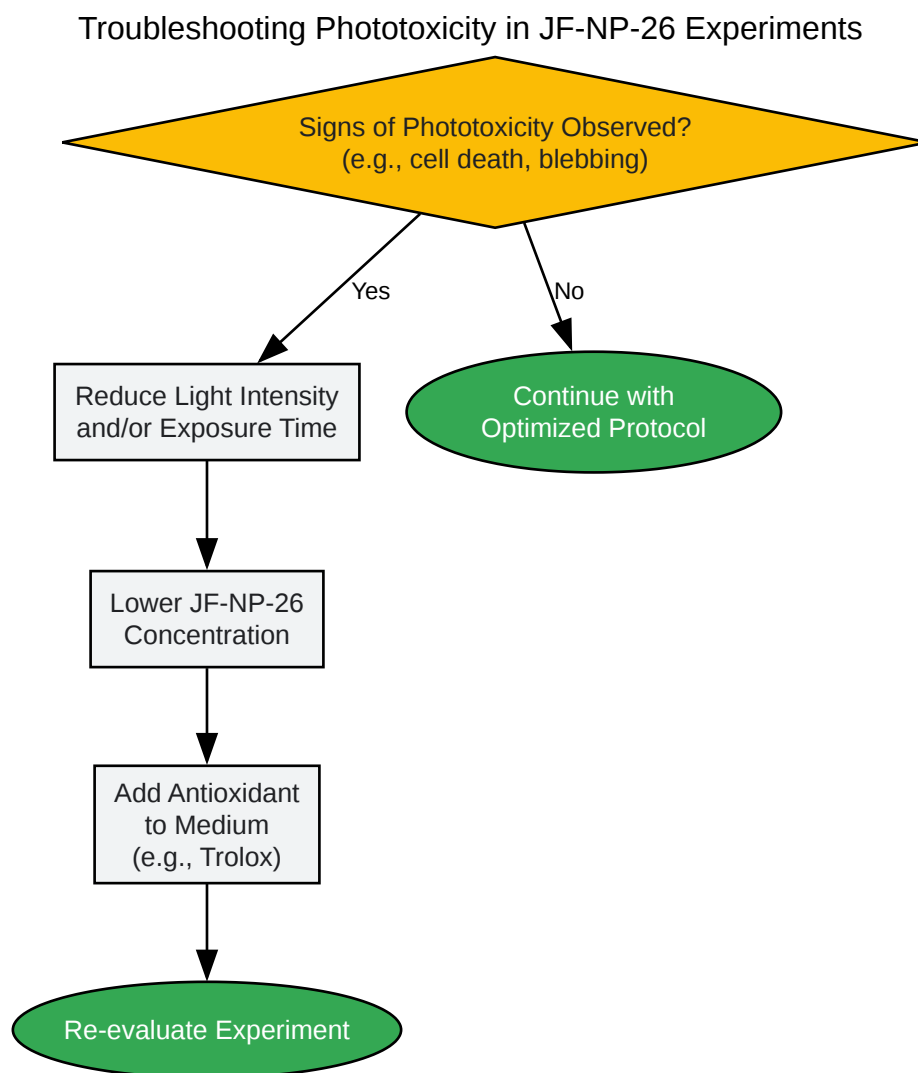 Troubleshooting Phototoxicity in JF-NP-26 Experiments
Signs of Phototoxicity Observed?
(e.g., cell death, blebbing)
Yes
No
Reduce Light Intensity
and/or Exposure Time
Continue with
Optimized Protocol
Lower JF-NP-26
Concentration
Add Antioxidant
to Medium
(e.g., Trolox)
Re-evaluate Experiment